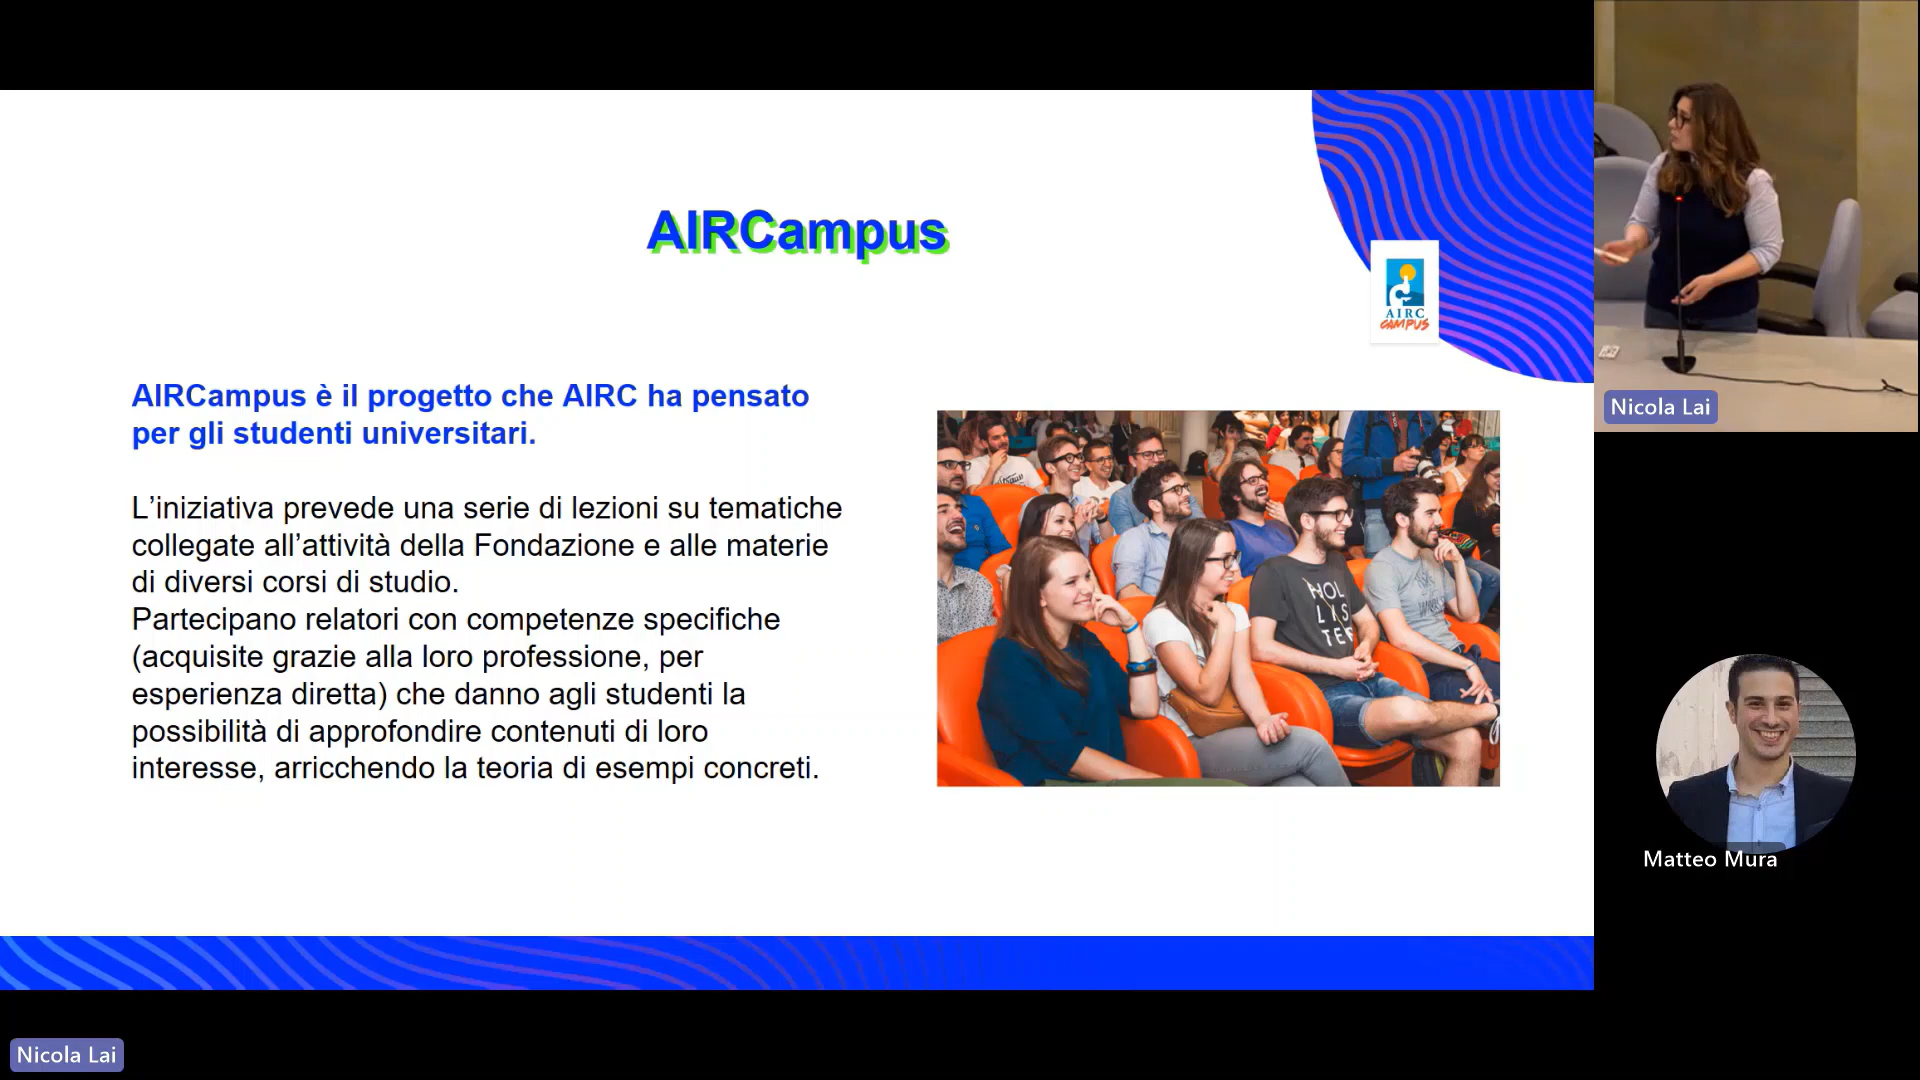 AIRCampus
AIRC
CAMPUS
AIRCampus è il progetto che AIRC ha pensato
per gli studenti universitari.
L’iniziativa prevede una serie di lezioni su tematiche
collegate all’attività della Fondazione e alle materie
di diversi corsi di studio.
Partecipano relatori con competenze specifiche
(acquisite grazie alla loro professione, per
esperienza diretta) che danno agli studenti la
possibilità di approfondire contenuti di loro
interesse, arricchendo la teoria di esempi concreti.
HOL
LIS
TER
Nicola Lai
Matteo Mura
Nicola Lai